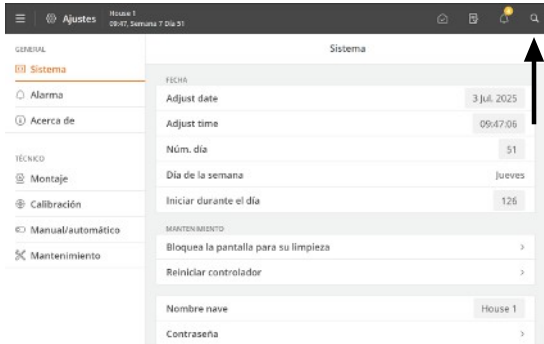 Ajustes
House 1
09:47, Semana 7 Día 51
GENERAL
Sistema
Alarma
Acerca de
TÉCNICO
Montaje
Calibración
Manual/automático
Mantenimiento
Sistema
FECHA
Adjust date 3 Jul. 2025
Adjust time 09:47:06
Núm. día 51
Día de la semana Jueves
Iniciar durante el día 126
MANTENIMIENTO
Bloquea la pantalla para su limpieza
Reiniciar controlador
Nombre nave House 1
Contraseña